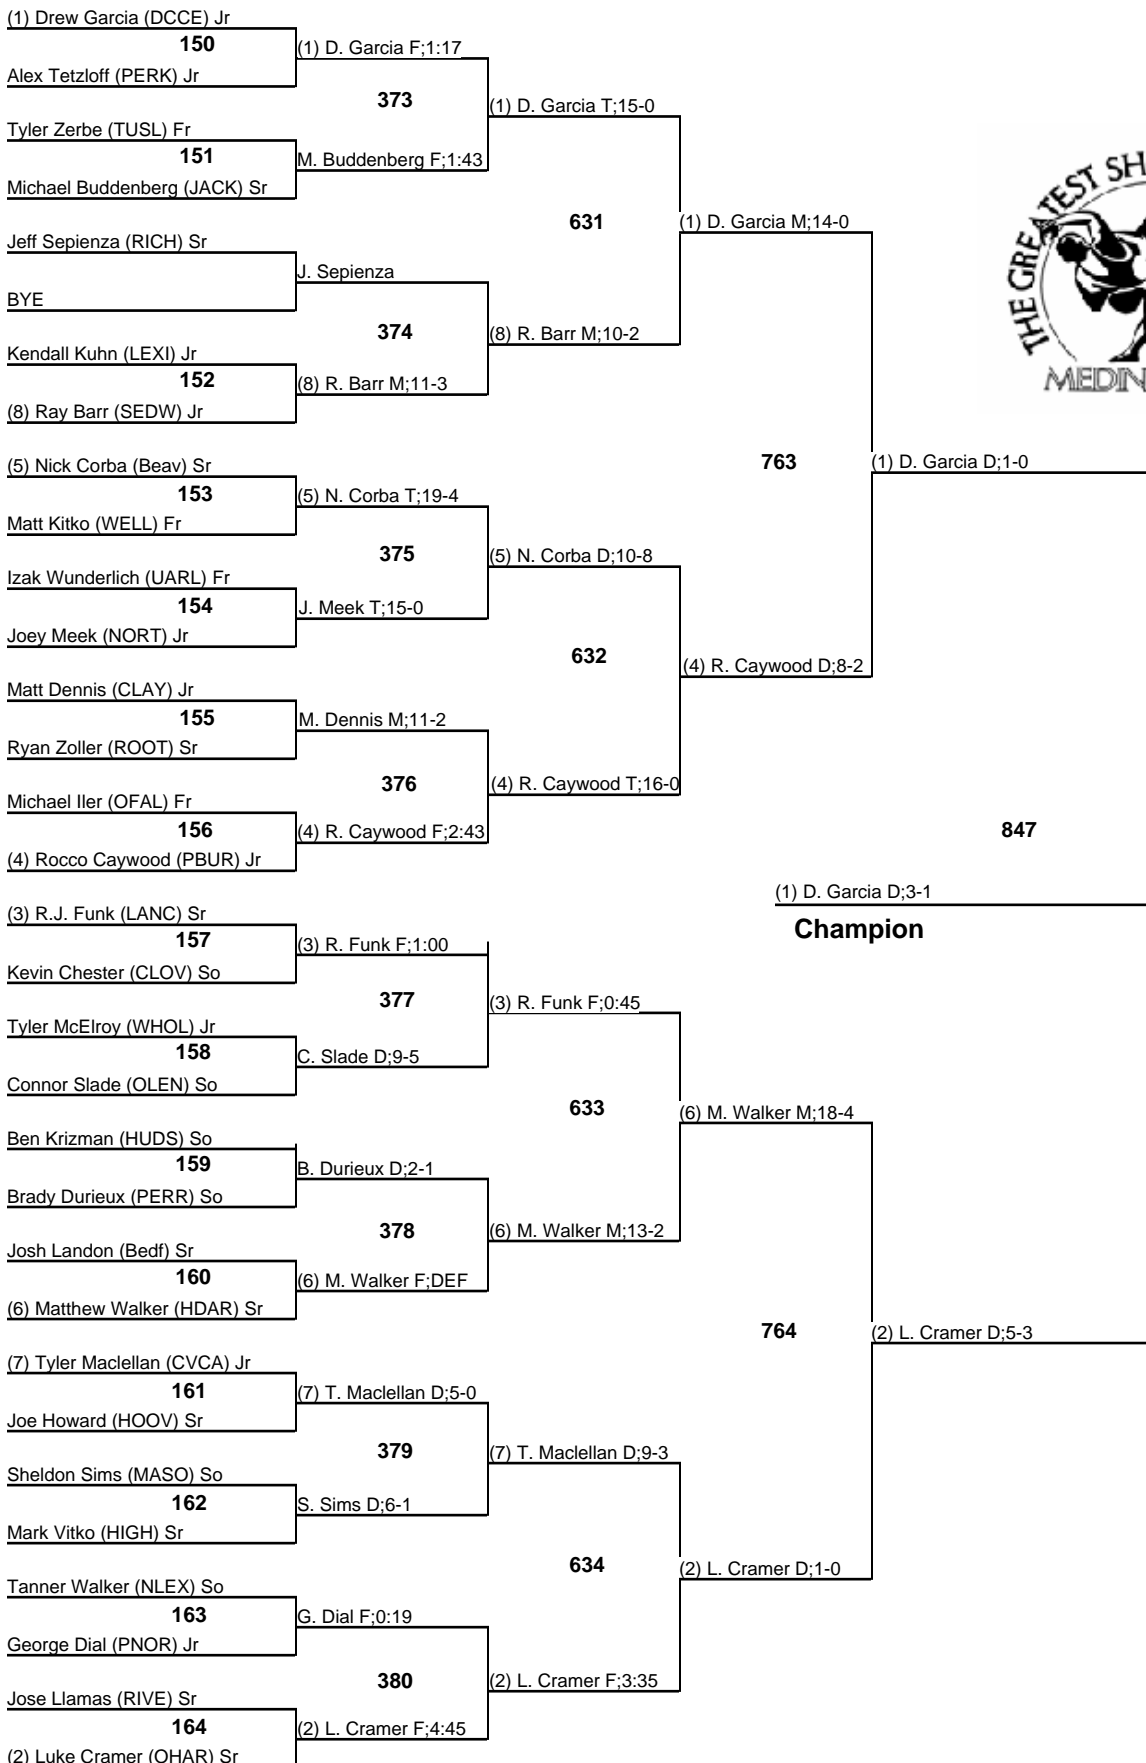 (1) Drew Garcia (DCCE) Jr
150
(1) D. Garcia F;1:17
Alex Tetzloff (PERK) Jr
373
(1) D. Garcia T;15-0
Tyler Zerbe (TUSL) Fr
151
M. Buddenberg F;1:43
Michael Buddenberg (JACK) Sr
631
(1) D. Garcia M;14-0
Jeff Sepienza (RICH) Sr
J. Sepienza
BYE
374
(8) R. Barr M;10-2
Kendall Kuhn (LEXI) Jr
152
(8) R. Barr M;11-3
(8) Ray Barr (SEDW) Jr
THE GREATEST SH
MEDIN
763
(1) D. Garcia D;1-0
(5) Nick Corba (Beav) Sr
153
(5) N. Corba T;19-4
Matt Kitko (WELL) Fr
375
(5) N. Corba D;10-8
Izak Wunderlich (UARL) Fr
154
J. Meek T;15-0
Joey Meek (NORT) Jr
632
(4) R. Caywood D;8-2
Matt Dennis (CLAY) Jr
155
M. Dennis M;11-2
Ryan Zoller (ROOT) Sr
376
(4) R. Caywood T;16-0
Michael Iler (OFAL) Fr
156
(4) R. Caywood F;2:43
(4) Rocco Caywood (PBUR) Jr
847
(1) D. Garcia D;3-1
Champion
(3) R.J. Funk (LANC) Sr
157
(3) R. Funk F;1:00
Kevin Chester (CLOV) So
377
(3) R. Funk F;0:45
Tyler McElroy (WHOL) Jr
158
C. Slade D;9-5
Connor Slade (OLEN) So
633
(6) M. Walker M;18-4
Ben Krizman (HUDS) So
159
B. Durieux D;2-1
Brady Durieux (PERR) So
378
(6) M. Walker M;13-2
Josh Landon (Bedf) Sr
160
(6) M. Walker F;DEF
(6) Matthew Walker (HDAR) Sr
764
(2) L. Cramer D;5-3
(7) Tyler Maclellan (CVCA) Jr
161
(7) T. Maclellan D;5-0
Joe Howard (HOOV) Sr
379
(7) T. Maclellan D;9-3
Sheldon Sims (MASO) So
162
S. Sims D;6-1
Mark Vitko (HIGH) Sr
634
(2) L. Cramer D;1-0
Tanner Walker (NLEX) So
163
G. Dial F;0:19
George Dial (PNOR) Jr
380
(2) L. Cramer F;3:35
Jose Llamas (RIVE) Sr
164
(2) L. Cramer F;4:45
(2) Luke Cramer (OHAR) Sr